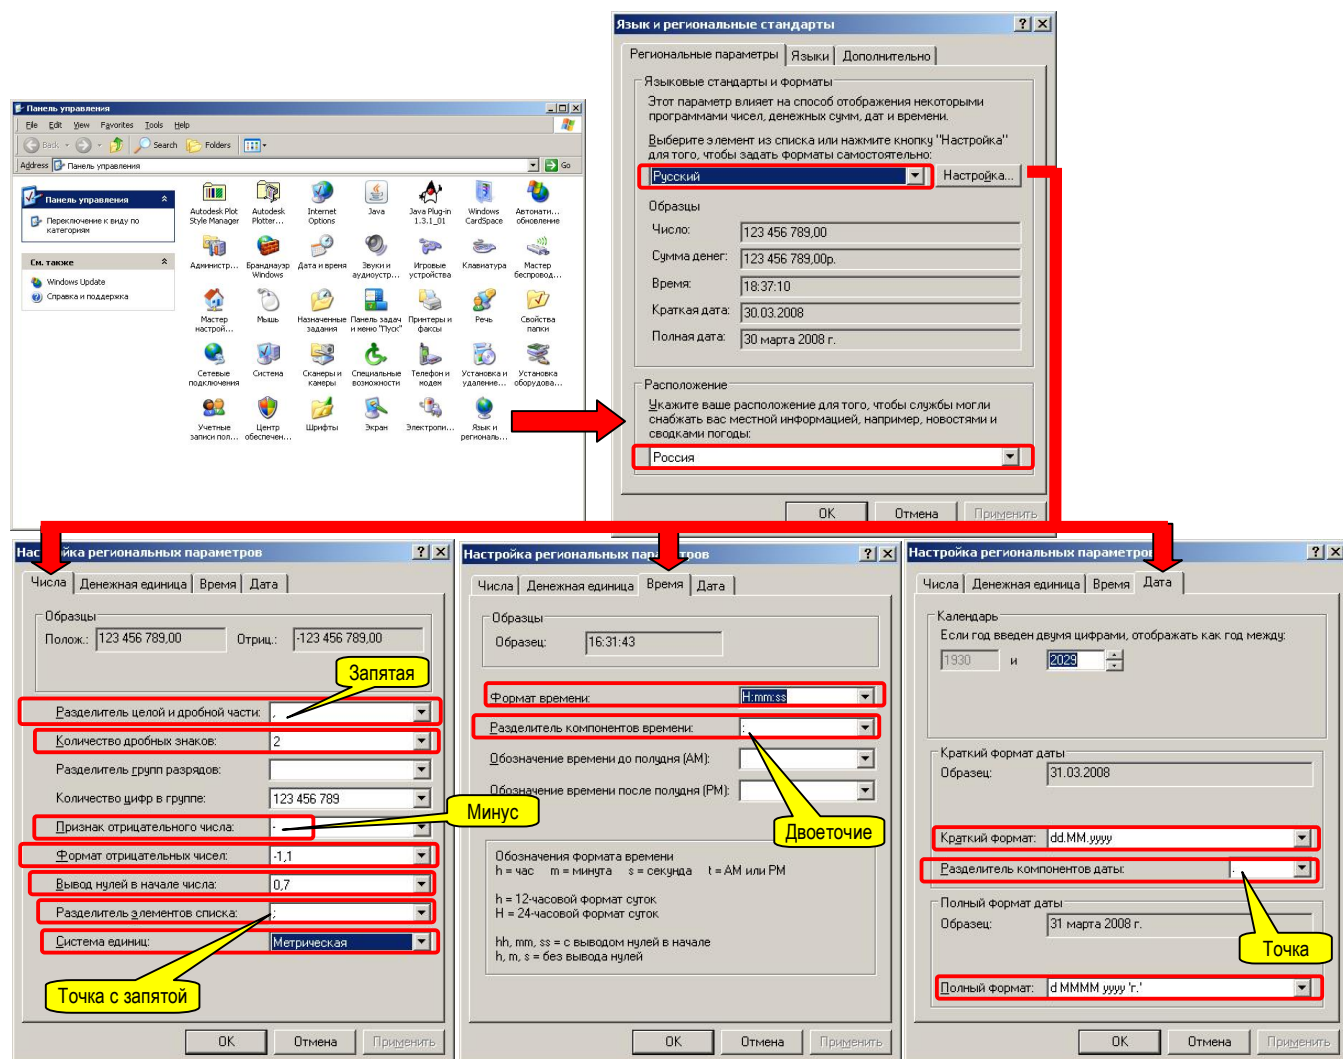 Язык и региональные стандарты
Региональные параметры Языки Дополнительно
Языковые стандарты и форматы
Этот параметр влияет на способ отображения некоторыми
программами чисел, денежных сумм, дат и времени.
Выберите элемент из списка или нажмите кнопку "Настройка"
для того, чтобы задать форматы самостоятельно:
Русский Настройка...
Образцы
Число: 123 456 789,00
Сумма денег: 123 456 789,00р.
Время: 18:37:10
Краткая дата: 30.03.2008
Полная дата: 30 марта 2008 г.
Расположение
Укажите ваше расположение для того, чтобы службы могли
снабжать вас местной информацией, например, новостями и
сводками погоды:
Россия
OK Отмена Применить
Панель управления
File Edit View Favorites Tools Help
Back Search Folders
Address Панель управления Go
Панель управления
Переключение к виду по
категориям
См. также
Windows Update
Справка и поддержка
Autodesk Plot
Style Manager
Autodesk
Plotter...
Internet
Options
Java
Java Plug-in
1.3.1_01
Windows
CardSpace
Автомати...
обновление
Администр...
Брандмауэр
Windows
Дата и время
Звуки и
аудиоустр...
Игровые
устройства
Клавиатура
Мастер
беспровод...
Мастер
настрой...
Мышь
Назначенные
задания
Панель задач
и меню "Пуск"
Принтеры и
факсы
Речь
Свойства
папки
Сетевые
подключения
Система
Сканеры и
камеры
Специальные
возможности
Телефон и
модем
Установка и
удаление...
Установка
оборудова...
Учетные
записи пол...
Центр
обеспечен...
Шрифты
Экран
Электропи...
Язык и
региональ...
региональных параметров
Числа Денежная единица Время Дата
Образцы
Полож.: 123 456 789,00 Отриц.: -123 456 789,00
Запятая
Разделитель целой и дробной части: ,
Количество дробных знаков: 2
Разделитель групп разрядов:
Количество цифр в группе: 123 456 789
Минус
Признак отрицательного числа: -
Формат отрицательных чисел: -1,1
Вывод нулей в начале числа: 0,7
Разделитель элементов списка: ;
Система единиц: Метрическая
Точка с запятой
OK Отмена Применить
Настройка региональных
Числа Денежная единица Время Дата
Образцы
Образец: 16:31:43
Формат времени: H:mm:ss
Разделитель компонентов времени: :
Обозначение времени до полудня (AM):
Обозначение времени после полудня (PM):
Двоеточие
Обозначения формата времени
h = час m = минута s = секунда t = AM или PM
h = 12-часовой формат суток
H = 24-часовой формат суток
hh, mm, ss = с выводом нулей в начале
h, m, s = без вывода нулей
OK Отмена Применить
Настройка региональных параметров
Числа Денежная единица Время Дата
Календарь
Если год введен двумя цифрами, отображать как год между:
1930 и 2029
Краткий формат даты
Образец: 31.03.2008
Краткий формат: dd.MM.yyyy
Разделитель компонентов даты: .
Полный формат даты
Образец: 31 марта 2008 г.
Точка
Полный формат: d MMMM yyyy 'г.'
OK Отмена Применить